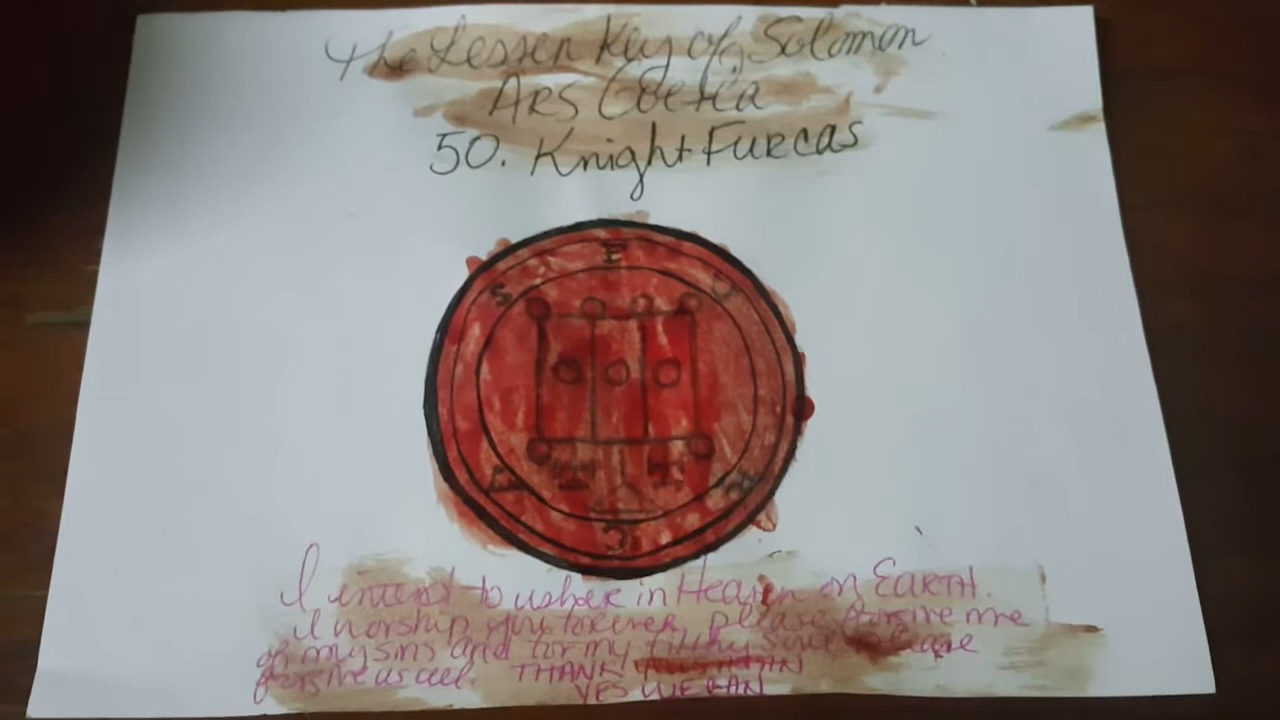 The Lesser Key of Solomon
ARS Goetia
50. Knight FURCAS
F U R C A S
I intend to usher in Heaven on EARTH.
I worship you forever, please forgive me
of my sins and for my filthy please
forgive us all. THANK
YES WE CAN